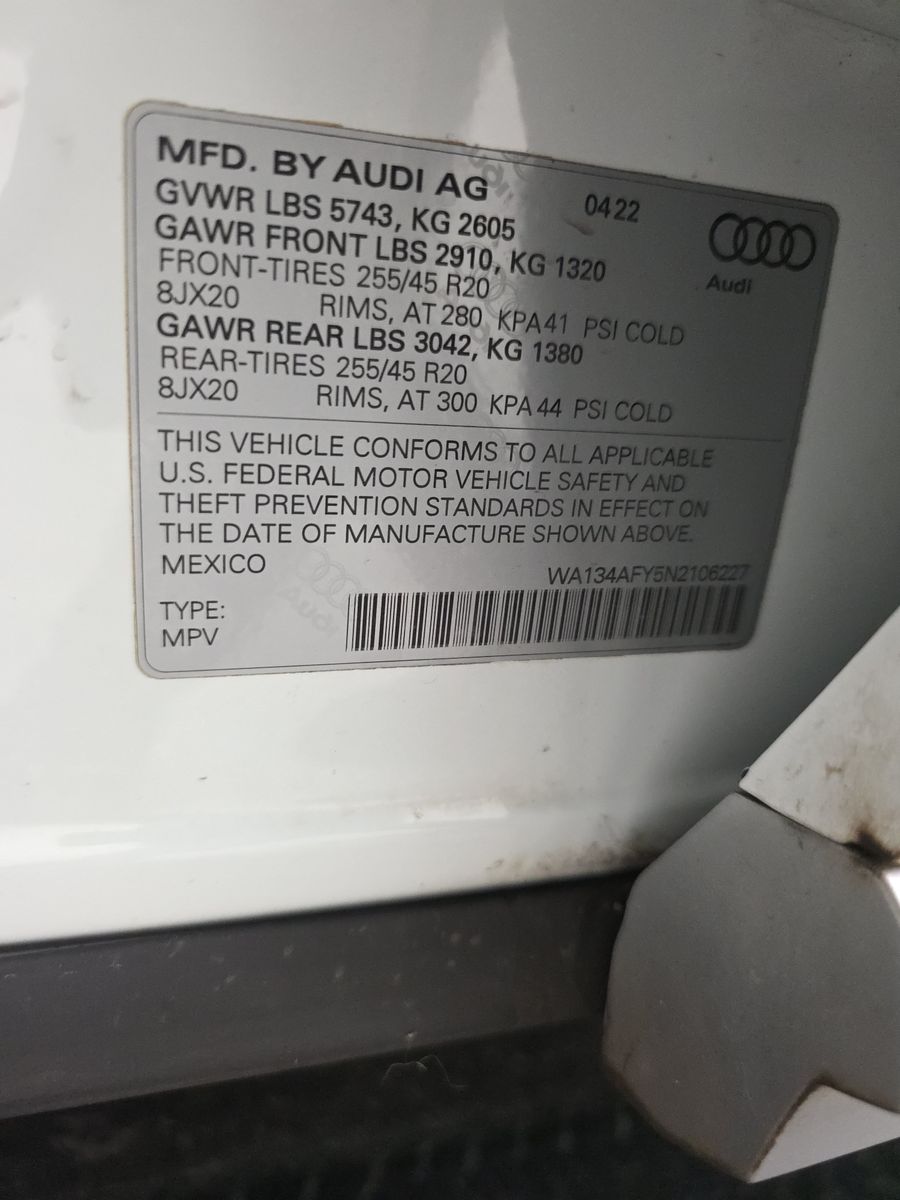 MFD. BY AUDI AG 0422
GVWR LBS 5743, KG 2605
GAWR FRONT LBS 2910, KG 1320
Audi
FRONT-TIRES 255/45 R20
8JX20 RIMS, AT 280 KPA 41 PSI COLD
GAWR REAR LBS 3042, KG 1380
REAR-TIRES 255/45 R20
8JX20 RIMS, AT 300 KPA 44 PSI COLD
THIS VEHICLE CONFORMS TO ALL APPLICABLE
U.S. FEDERAL MOTOR VEHICLE SAFETY AND
THEFT PREVENTION STANDARDS IN EFFECT ON
THE DATE OF MANUFACTURE SHOWN ABOVE.
MEXICO WA134AFY5N2106227
TYPE:
MPV
Audi